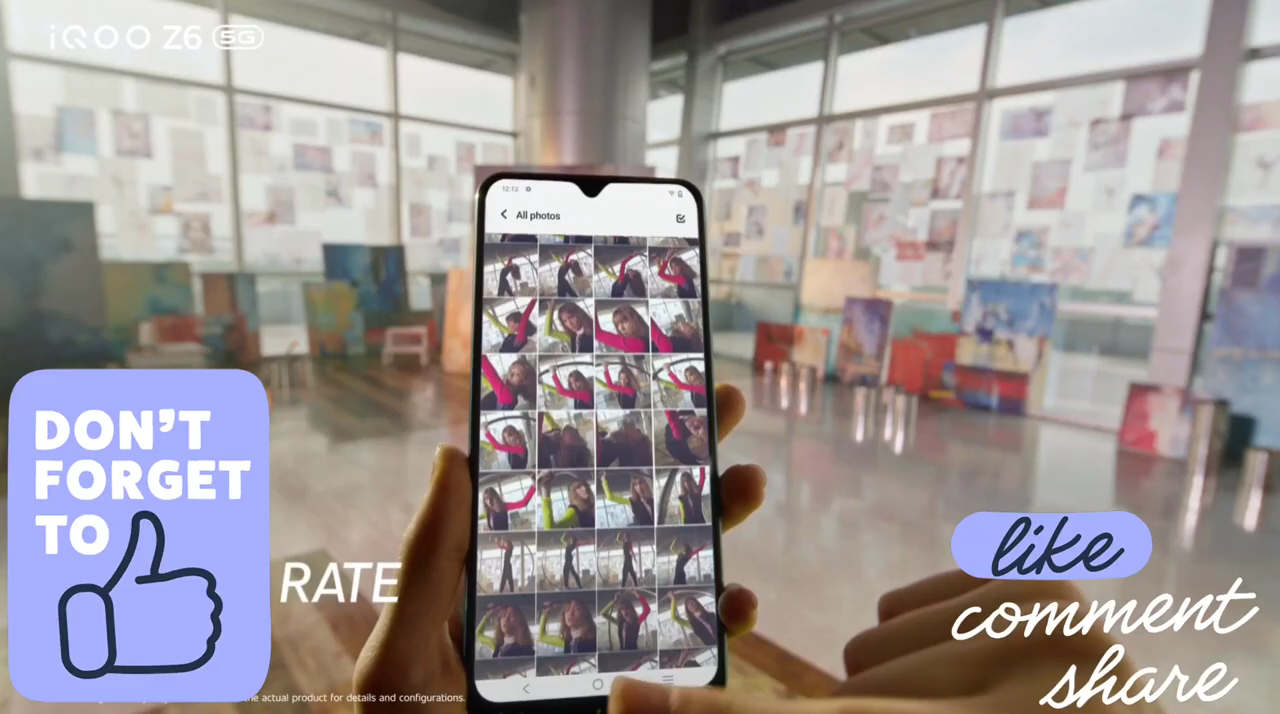 iQOO Z6 5G
12:12
All photos
DON'T
FORGET
TO
RATE
like
comment
share
actual product for details and configurations.